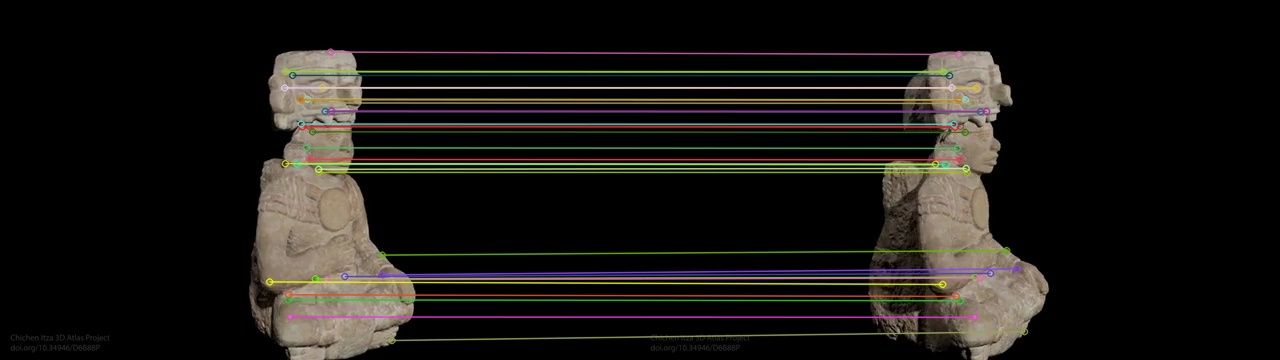 Chichen Itza 3D Atlas Project
doi.org/10.34946/D6B88P
Chichen Itza 3D Atlas Project
doi.org/10.34946/D6B88P